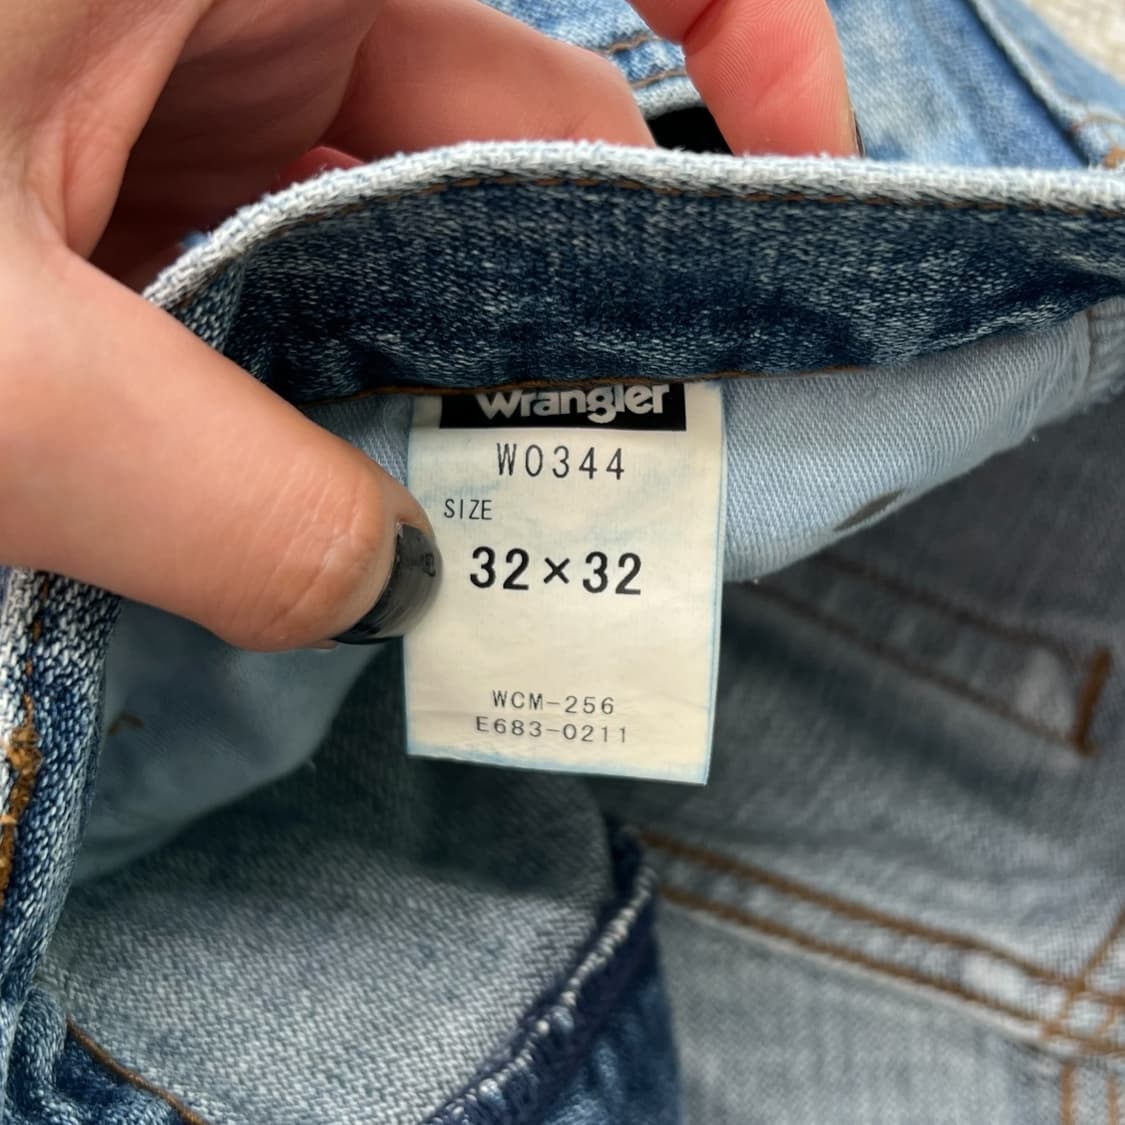 Wrangler
W0344
SIZE
32×32
WCM-256
E683-0211